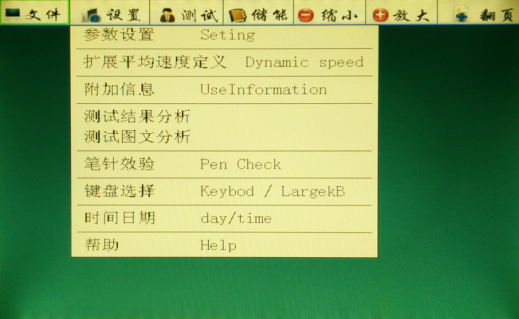 文件 设置 测试 储能 缩小 放大 翻页
参数设置 Seting
扩展平均速度定义 Dynamic speed
附加信息 UseInformation
测试结果分析
测试图文分析
笔针效验 Pen Check
键盘选择 Keybod / LargekB
时间日期 day/time
帮助 Help